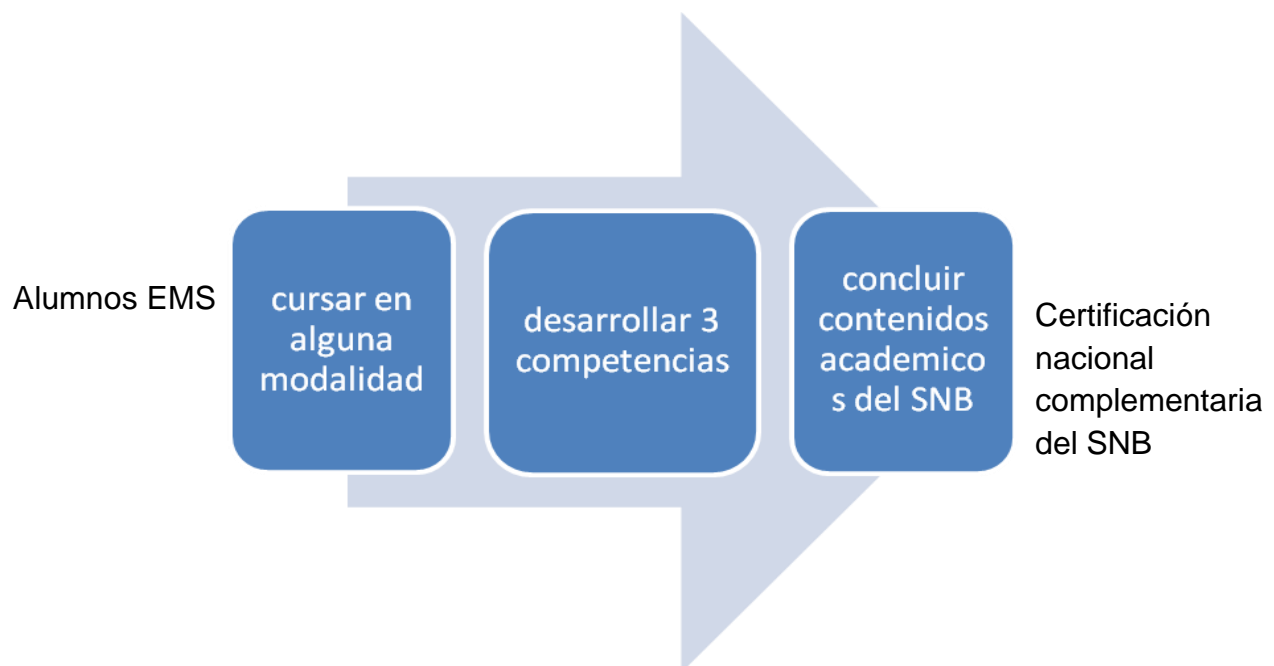 Alumnos EMS
cursar en
alguna
modalidad
desarrollar 3
competencias
concluir
contenidos
academico
s del SNB
Certificación
nacional
complementaria
del SNB